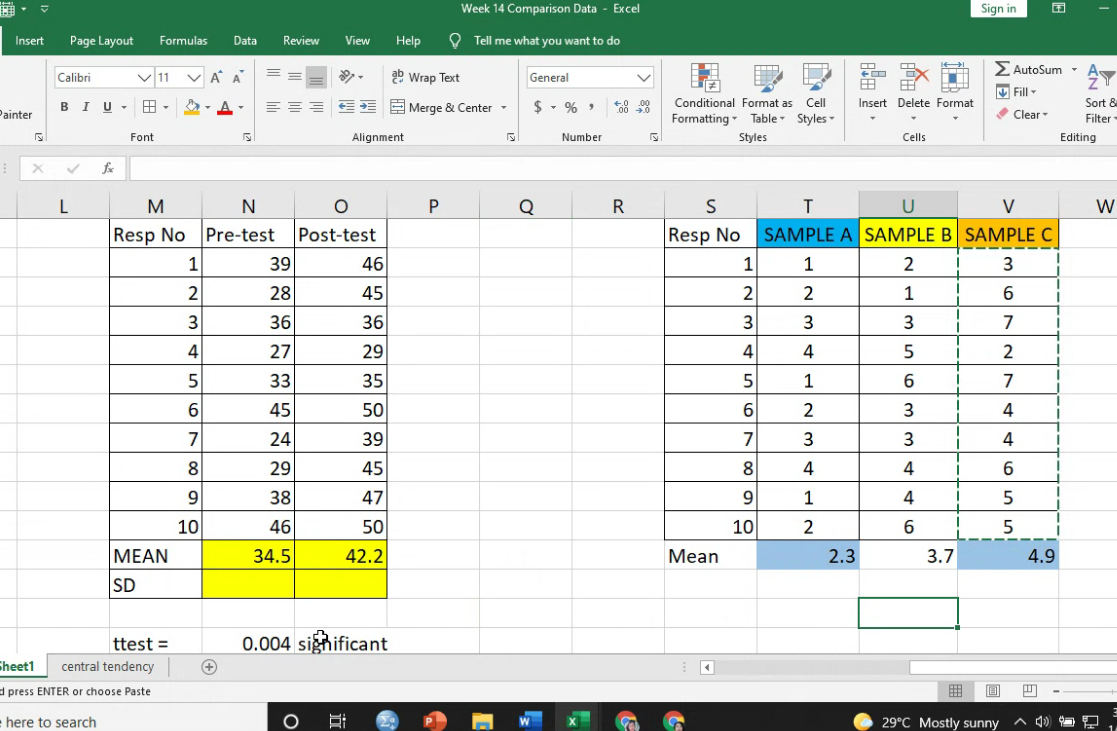 Week 14 Comparison Data - Excel
Sign in
Insert Page Layout Formulas Data Review View Help Tell me what you want to do
Calibri 11 A A Wrap Text General Conditional Formatting Format as Table Cell Styles Insert Delete Format AutoSum
Fill
Clear
Sort & Filter
Painter B I U A Merge & Center $ % ,
Font Alignment Number Styles Cells Editing
fx
L M N O P Q R S T U V W
Resp No Pre-test Post-test Resp No SAMPLE A SAMPLE B SAMPLE C
1 39 46 1 1 2 3
2 28 45 2 2 1 6
3 36 36 3 3 3 7
4 27 29 4 4 5 2
5 33 35 5 1 6 7
6 45 50 6 2 3 4
7 24 39 7 3 3 4
8 29 45 8 4 4 6
9 38 47 9 1 4 5
10 46 50 10 2 6 5
MEAN 34.5 42.2 Mean 2.3 3.7 4.9
SD
ttest = 0.004 significant
Sheet1 central tendency
d press ENTER or choose Paste
e here to search
29°C Mostly sunny